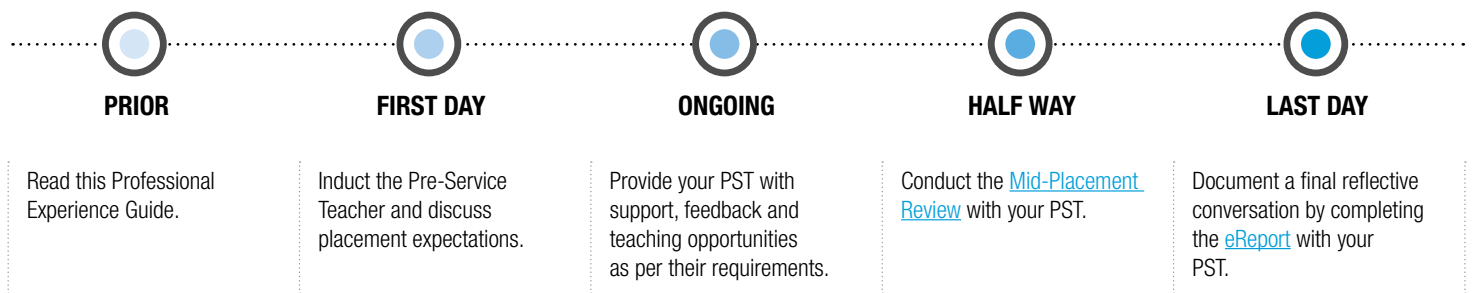 PRIOR
FIRST DAY
ONGOING
HALF WAY
LAST DAY
Read this Professional
Experience Guide.
Induct the Pre-Service
Teacher and discuss
placement expectations.
Provide your PST with
support, feedback and
teaching opportunities
as per their requirements.
Conduct the Mid-Placement
Review with your PST.
Document a final reflective
conversation by completing
the eReport with your
PST.